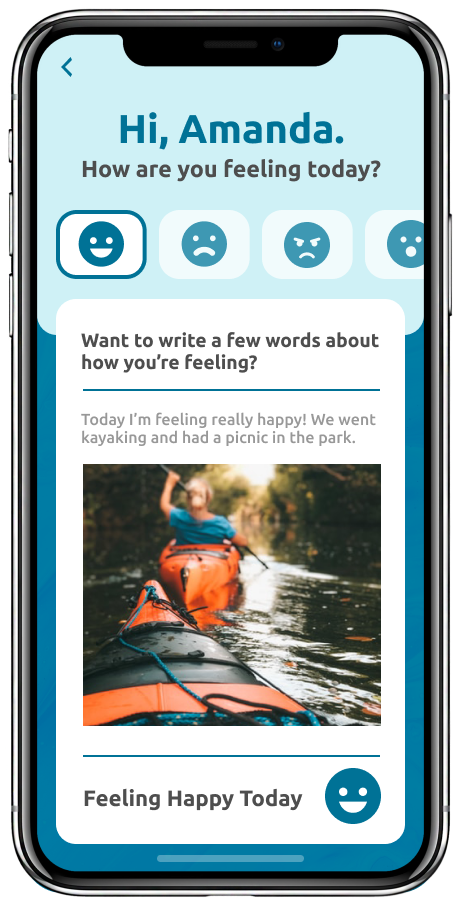 Hi, Amanda.
How are you feeling today?
Want to write a few words about
how you’re feeling?
Today I’m feeling really happy! We went
kayaking and had a picnic in the park.
Feeling Happy Today